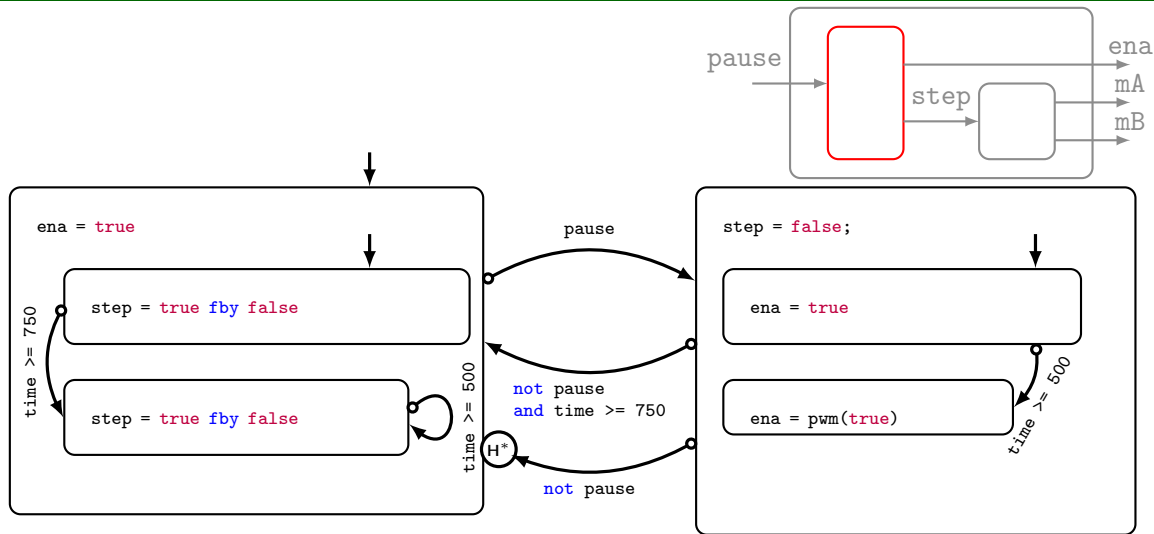 pause
ena
step
mA
mB
ena = true
step = true fby false
time >= 750
step = true fby false
time >= 500
pause
not pause
and time >= 750
H*
not pause
step = false;
ena = true
ena = pwm(true)
time >= 500